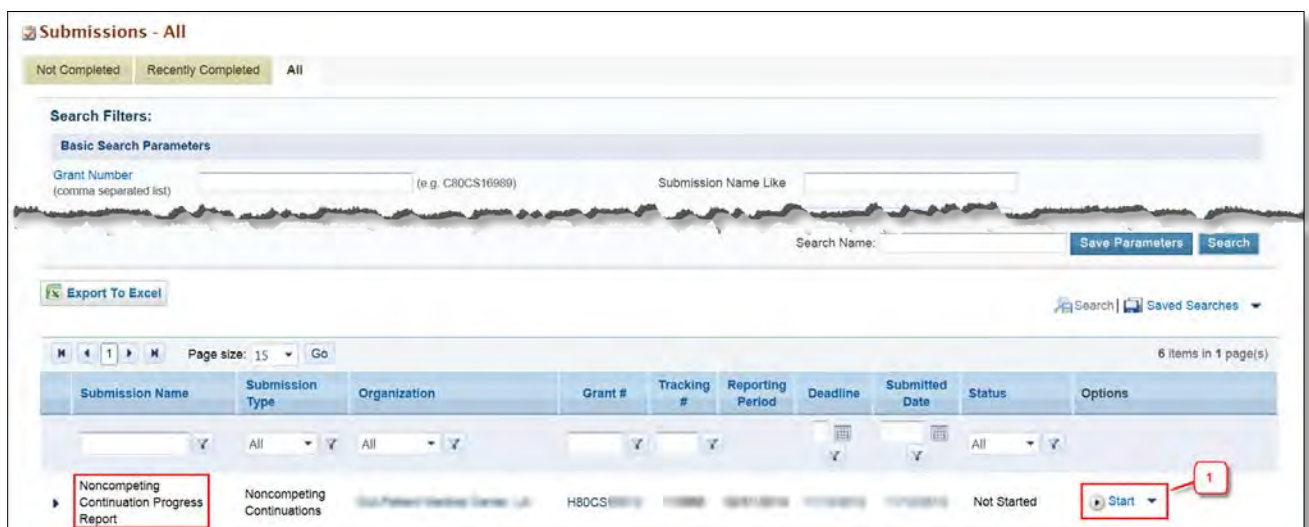 Submissions - All
Not Completed Recently Completed All
Search Filters:
Basic Search Parameters
Grant Number (e.g. C80CS16989) Submission Name Like
(comma separated list)
Search Name: Save Parameters Search
Export To Excel
Search | Saved Searches
1 Page size: 15 Go 6 items in 1 page(s)
Submission Name Submission Type Organization Grant # Tracking # Reporting Period Deadline Submitted Date Status Options
All All All
1
Noncompeting Continuation Progress Report Noncompeting Continuations H80CS Not Started Start